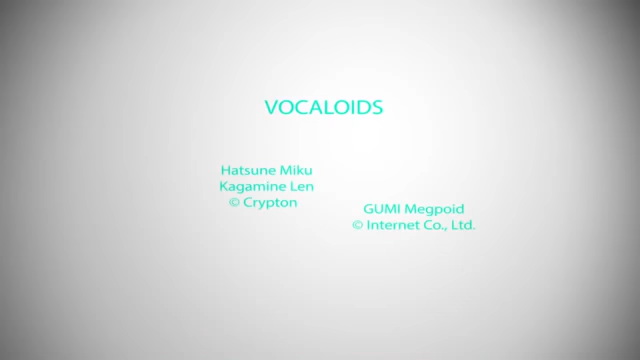 VOCALOIDS
Hatsune Miku
Kagamine Len
© Crypton
GUMI Megpoid
© Internet Co., Ltd.